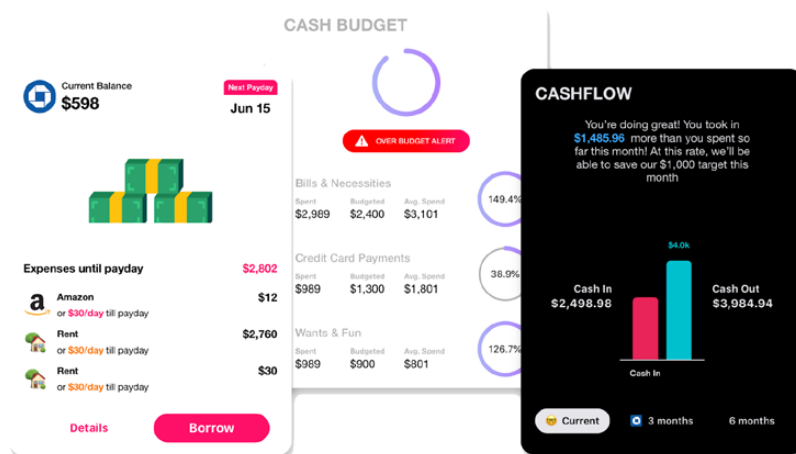 CASH BUDGET
OVER BUDGET ALERT
Bills & Necessities
Spent Budgeted Avg. Spend
$2,989 $2,400 $3,101
149.4%
Credit Card Payments
Spent Budgeted Avg. Spend
$989 $1,300 $1,801
38.9%
Wants & Fun
Spent Budgeted Avg. Spend
$989 $900 $801
126.7%
Current Balance
$598
Next Payday
Jun 15
Expenses until payday $2,802
a
Amazon $12
or $30/day till payday
Rent $2,760
or $30/day till payday
Rent $30
or $30/day till payday
Details Borrow
CASHFLOW
You're doing great! You took in
$1,485.96 more than you spent so
far this month! At this rate, we'll be
able to save our $1,000 target this
month
$4.0k
Cash In
$2,498.98
Cash Out
$3,984.94
Cash In
Current 3 months 6 months